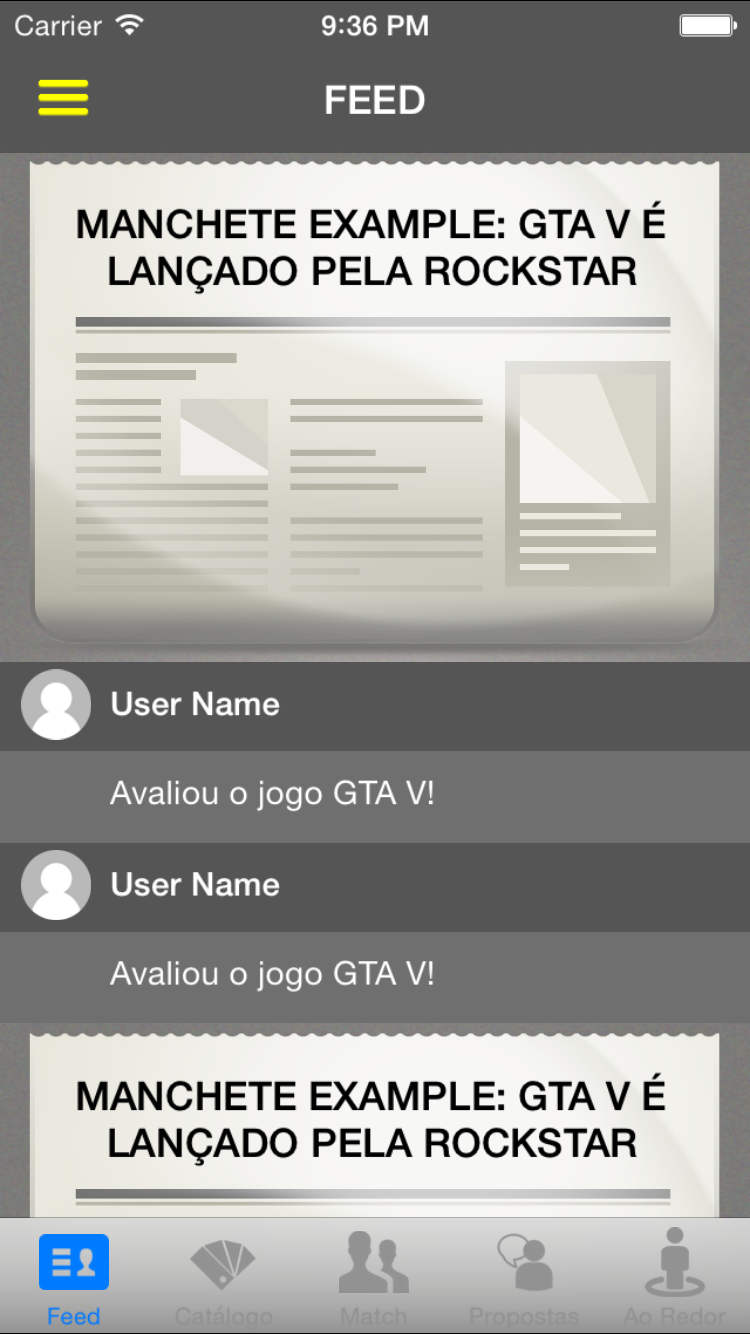 Carrier 9:36 PM
FEED
MANCHETE EXAMPLE: GTA V É
LANÇADO PELA ROCKSTAR
User Name
Avaliou o jogo GTA V!
User Name
Avaliou o jogo GTA V!
MANCHETE EXAMPLE: GTA V É
LANÇADO PELA ROCKSTAR
Feed Catálogo Match Propostas Ao Redor